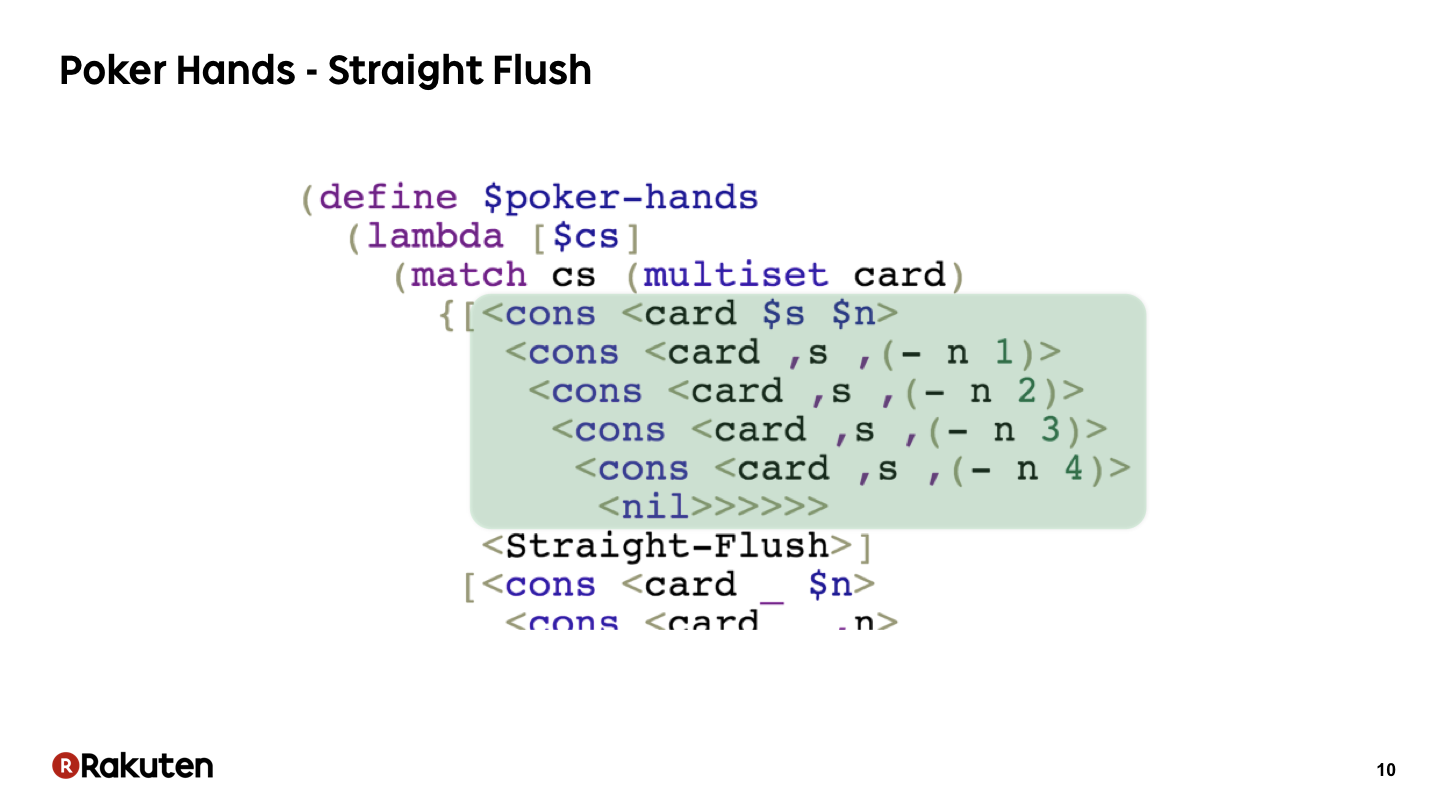 Poker Hands - Straight Flush
(define $poker-hands
(lambda [$cs]
(match cs (multiset card)
{[<cons <card $s $n>
<cons <card ,s ,(- n 1)>
<cons <card ,s ,(- n 2)>
<cons <card ,s ,(- n 3)>
<cons <card ,s ,(- n 4)>
<nil>>>>>>
<Straight-Flush>]
[<cons <card _ $n>
<cons <card ,n>
R Rakuten
10